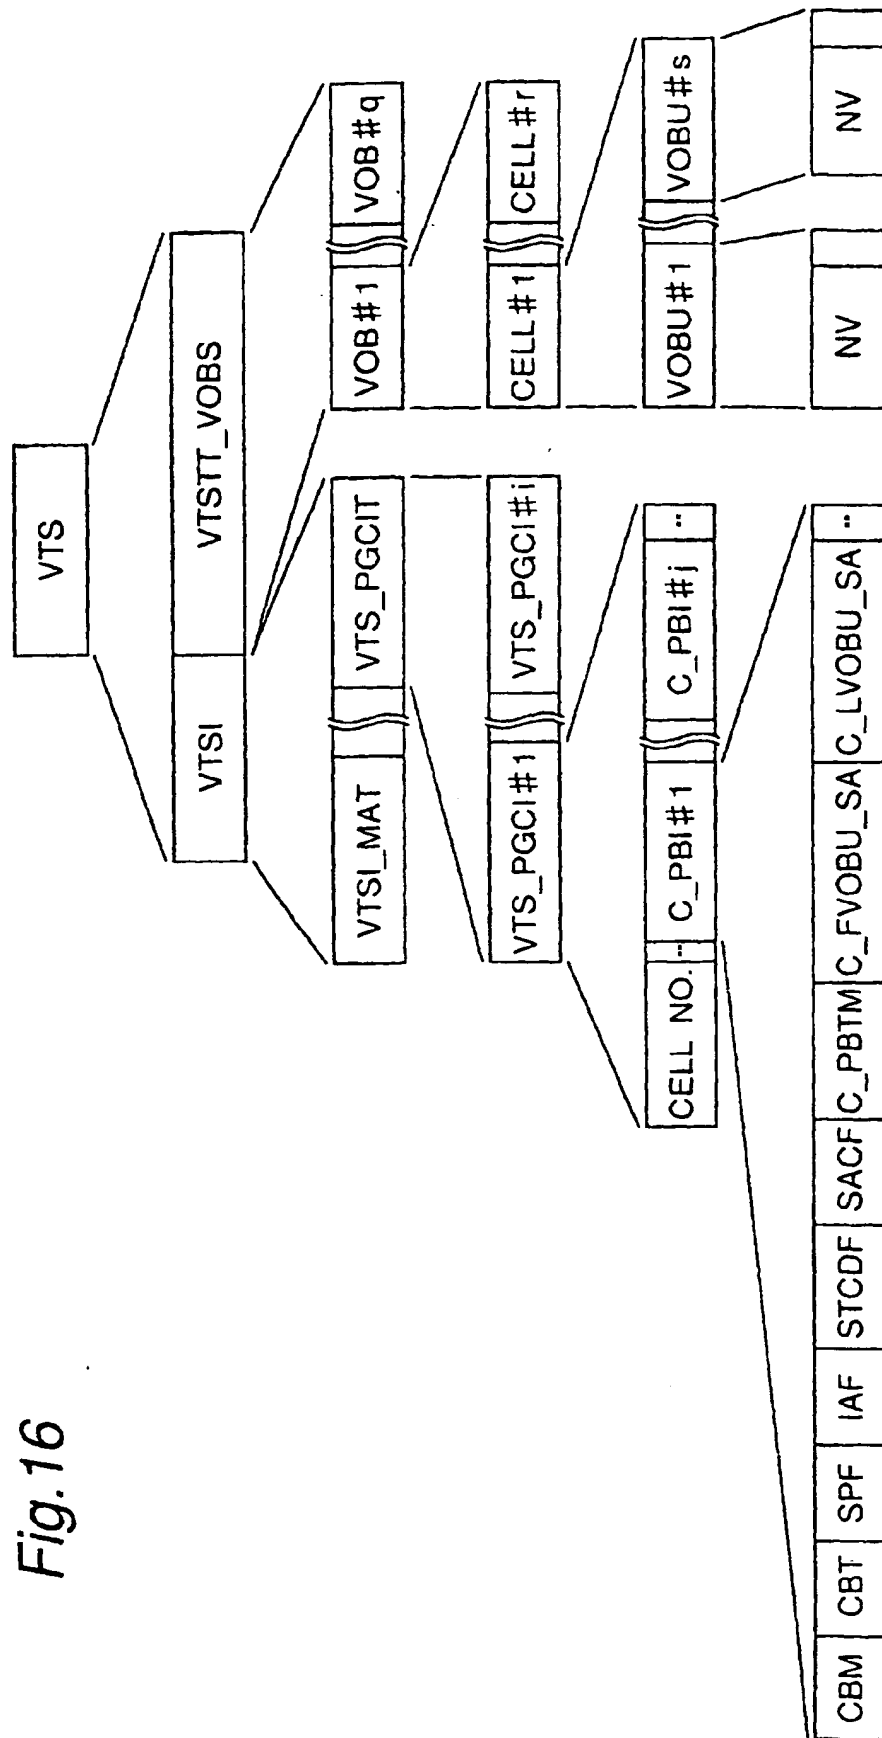 Fig.16
VTS
VTSI VTSTT_VOBS
VTSI_MAT VTS_PGCIT VOB#1 VOB#q
VTS_PGCI#1 VTS_PGCI#i CELL#1 CELL#r
CELL NO. -- C_PBI#1 C_PBI#j -- VOBU#1 VOBU#s
CBM CBT SPF IAF STCDF SACF C_PBTM C_FVOBU_SA C_LVOBU_SA -- NV NV